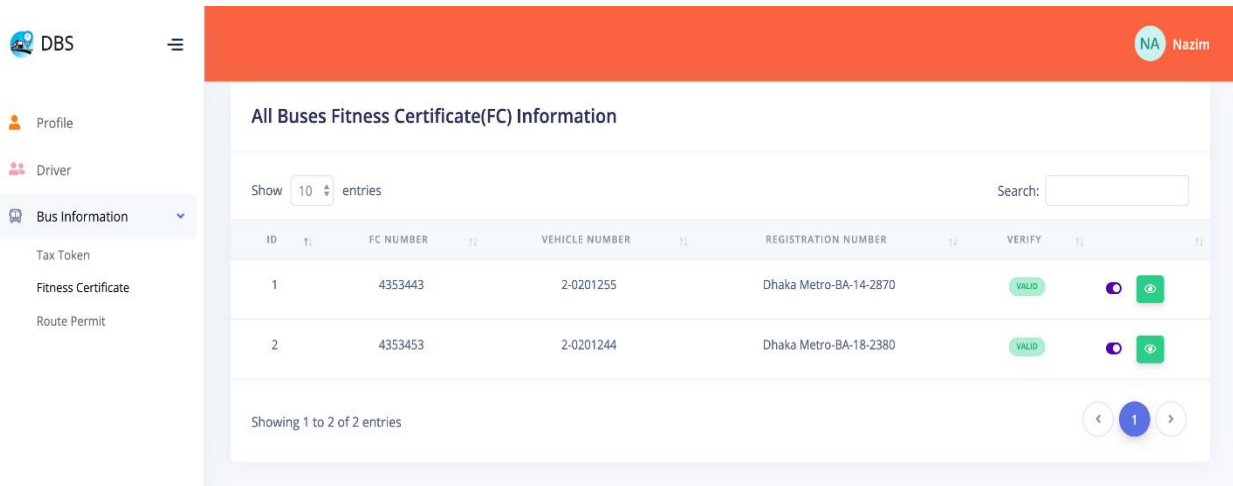 DBS
NA Nazim
Profile
Driver
Bus Information
Tax Token
Fitness Certificate
Route Permit
All Buses Fitness Certificate(FC) Information
Show 10 entries Search:
ID FC NUMBER VEHICLE NUMBER REGISTRATION NUMBER VERIFY
1 4353443 2-0201255 Dhaka Metro-BA-14-2870 VALID
2 4353453 2-0201244 Dhaka Metro-BA-18-2380 VALID
Showing 1 to 2 of 2 entries 1